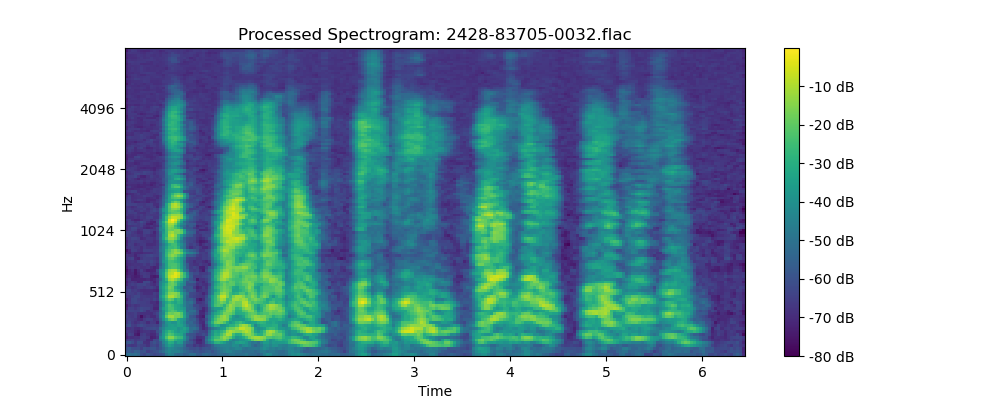 Processed Spectrogram: 2428-83705-0032.flac
4096
2048
1024
512
0
Hz
0 1 2 3 4 5 6
Time
-10 dB
-20 dB
-30 dB
-40 dB
-50 dB
-60 dB
-70 dB
-80 dB